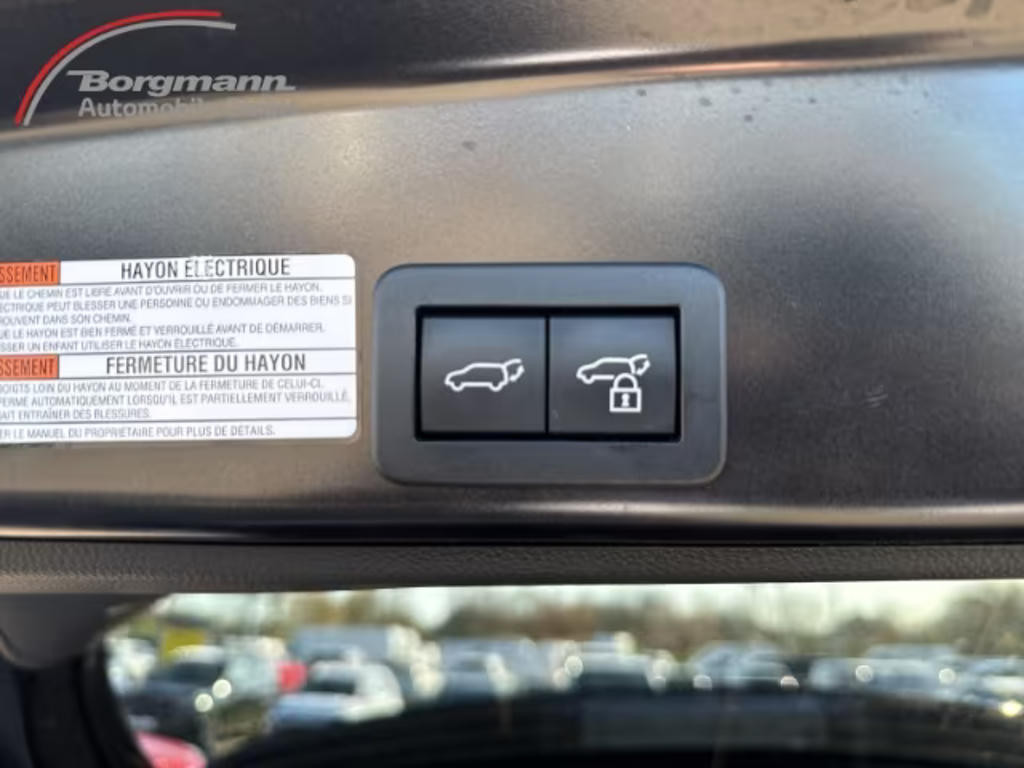 Borgmann
Automobil
SSEMENT HAYON ÉLECTRIQUE
UE LE CHEMIN EST LIBRE AVANT D'OUVRIR OU DE FERMER LE HAYON.
ECTRIQUE PEUT BLESSER UNE PERSONNE OU ENDOMMAGER DES BIENS SI
ROUVENT DANS SON CHEMIN.
UE LE HAYON EST BIEN FERMÉ ET VERROUILLÉ AVANT DE DÉMARRER.
SSER UN ENFANT UTILISER LE HAYON ÉLECTRIQUE.
SSEMENT FERMETURE DU HAYON
DOIGTS LOIN DU HAYON AU MOMENT DE LA FERMETURE DE CELUI-CI.
FERME AUTOMATIQUEMENT LORSQU'IL EST PARTIELLEMENT VERROUILLÉ,
AIT ENTRAÎNER DES BLESSURES.
ER LE MANUEL DU PROPRIÉTAIRE POUR PLUS DE DÉTAILS.